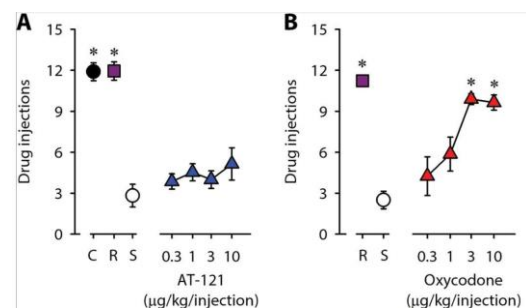 A
B
15
12
9
6
3
0
Drug injections
* *
C R S 0.3 1 3 10
AT-121
(µg/kg/injection)
15
12
9
6
3
0
Drug injections
* * *
R S 0.3 1 3 10
Oxycodone
(µg/kg/injection)